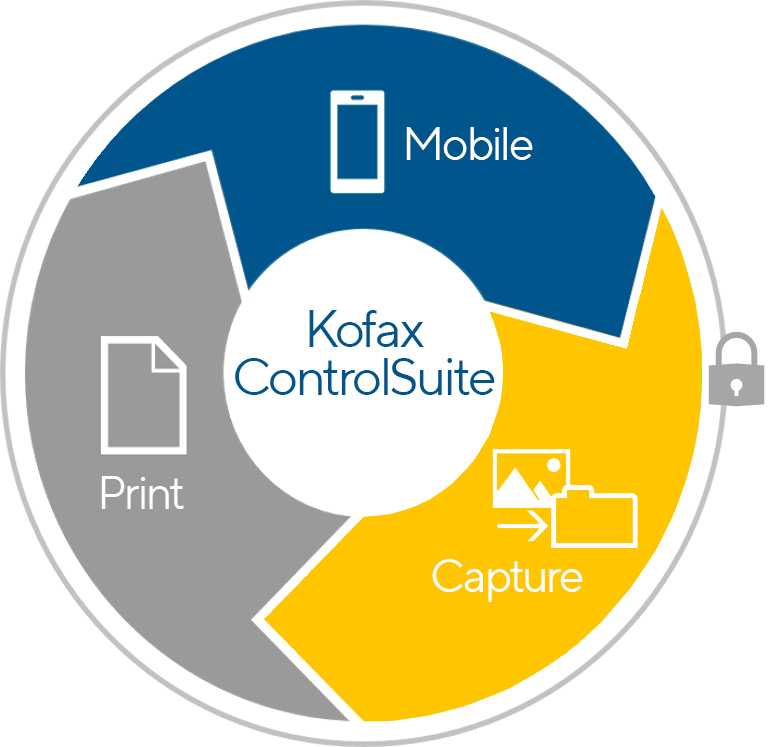 Mobile
Kofax
ControlSuite
Print
Capture